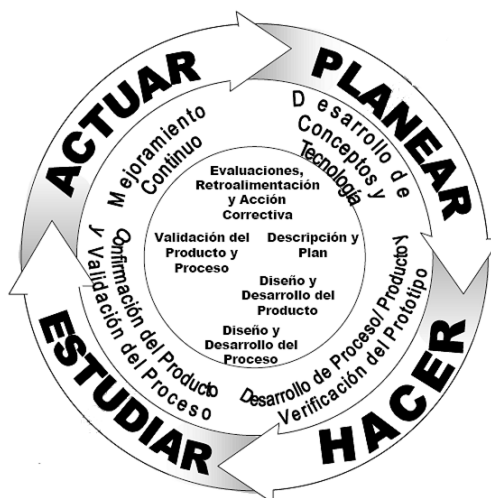 ACTUAR
PLANEAR
HACER
ESTUDIAR
Mejoramiento
Continuo
Desarrollo de
Conceptos y
Tecnología
Desarrollo de Proceso/Producto y
Verificación del Prototipo
Confirmación del Producto
y Validación del Proceso
Evaluaciones,
Retroalimentación
y Acción
Correctiva
Validación del
Producto y
Proceso
Descripción y
Plan
Diseño y
Desarrollo del
Producto
Diseño y
Desarrollo del
Proceso